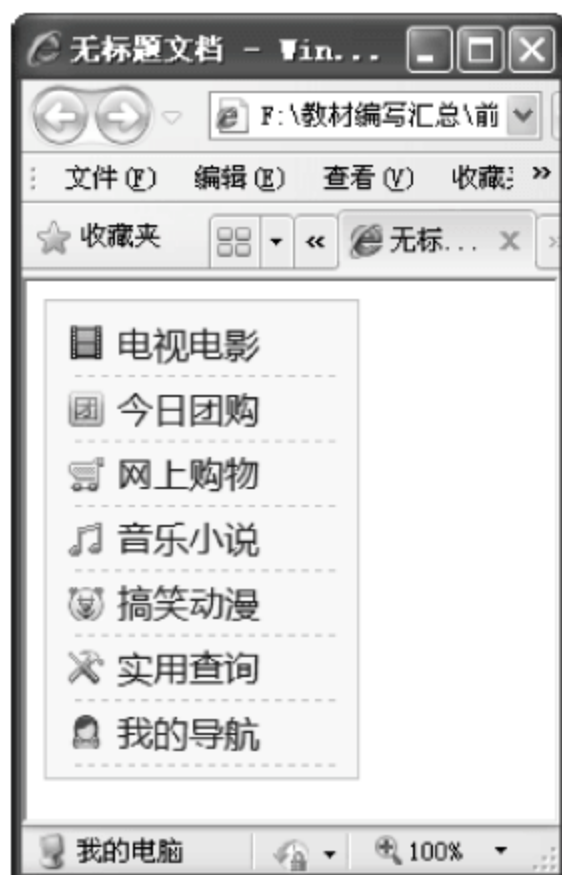 无标题文档 - Win...
F:\教材编写汇总\前
文件(F) 编辑(E) 查看(V) 收藏 »
收藏夹 « 无标... ×
电视电影
团 今日团购
网上购物
音乐小说
搞笑动漫
实用查询
我的导航
我的电脑 100%